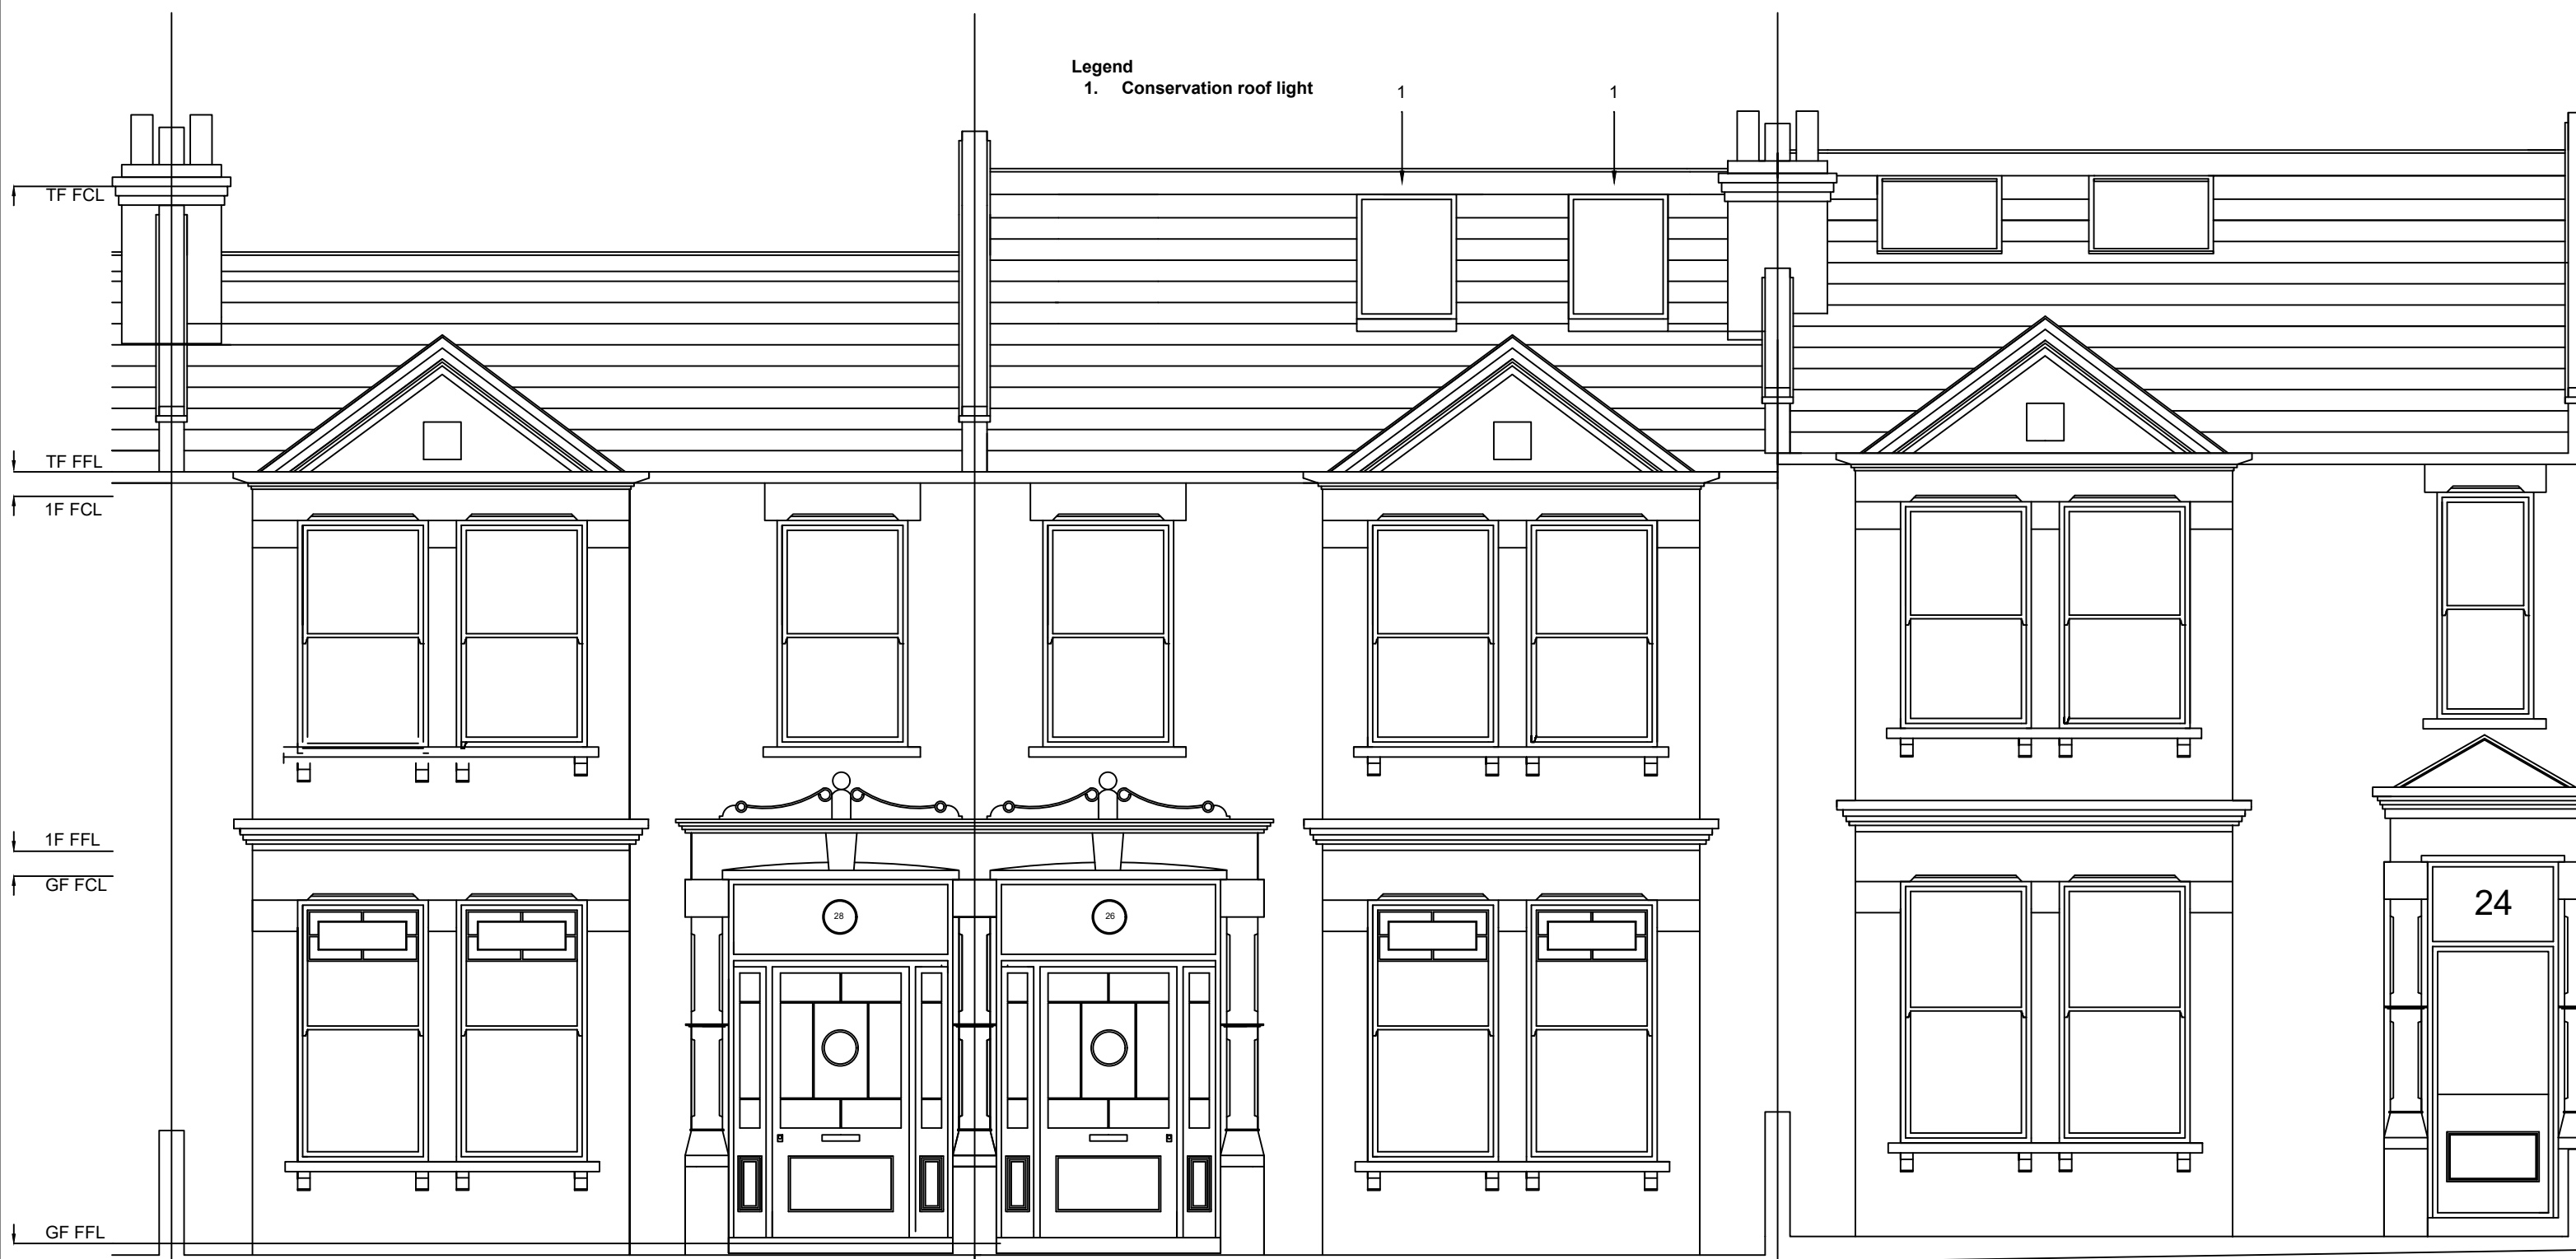 Legend
1. Conservation roof light
1
1
TF FCL
TF FFL
1F FCL
1F FFL
GF FCL
28
26
24
GF FFL